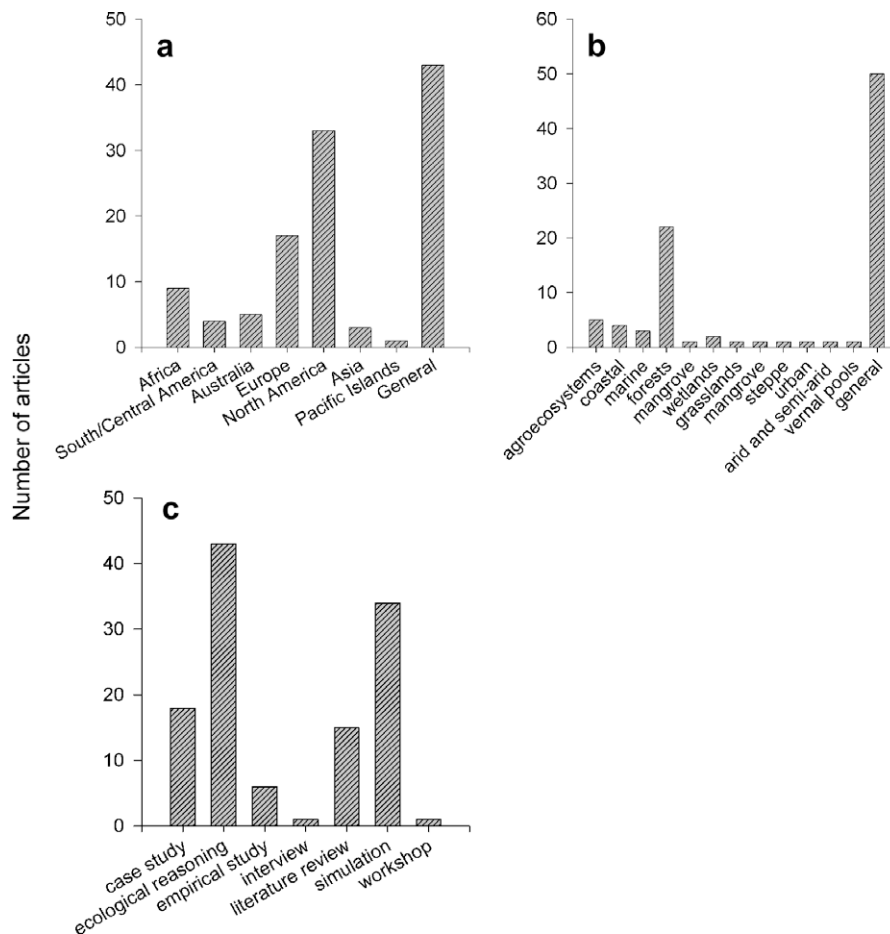 Number of articles
a
50
40
30
20
10
0
Africa
South/Central America
Australia
Europe
North America
Asia
Pacific Islands
General
b
60
50
40
30
20
10
0
agroecosystems
coastal
marine
forests
mangrove
wetlands
grasslands
mangrove
steppe
urban
arid and semi-arid
vernal pools
general
c
50
40
30
20
10
0
case study
ecological reasoning
empirical study
interview
literature review
simulation
workshop